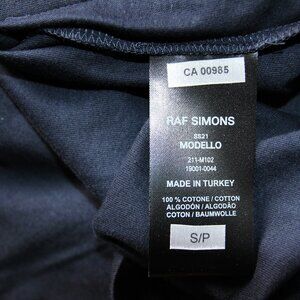 CA 00985
RAF SIMONS
SS21
MODELLO
211-M102
19001-0044
MADE IN TURKEY
100 % COTONE / COTTON
ALGODÓN / ALGODÃO
COTON / BAUMWOLLE
S/P